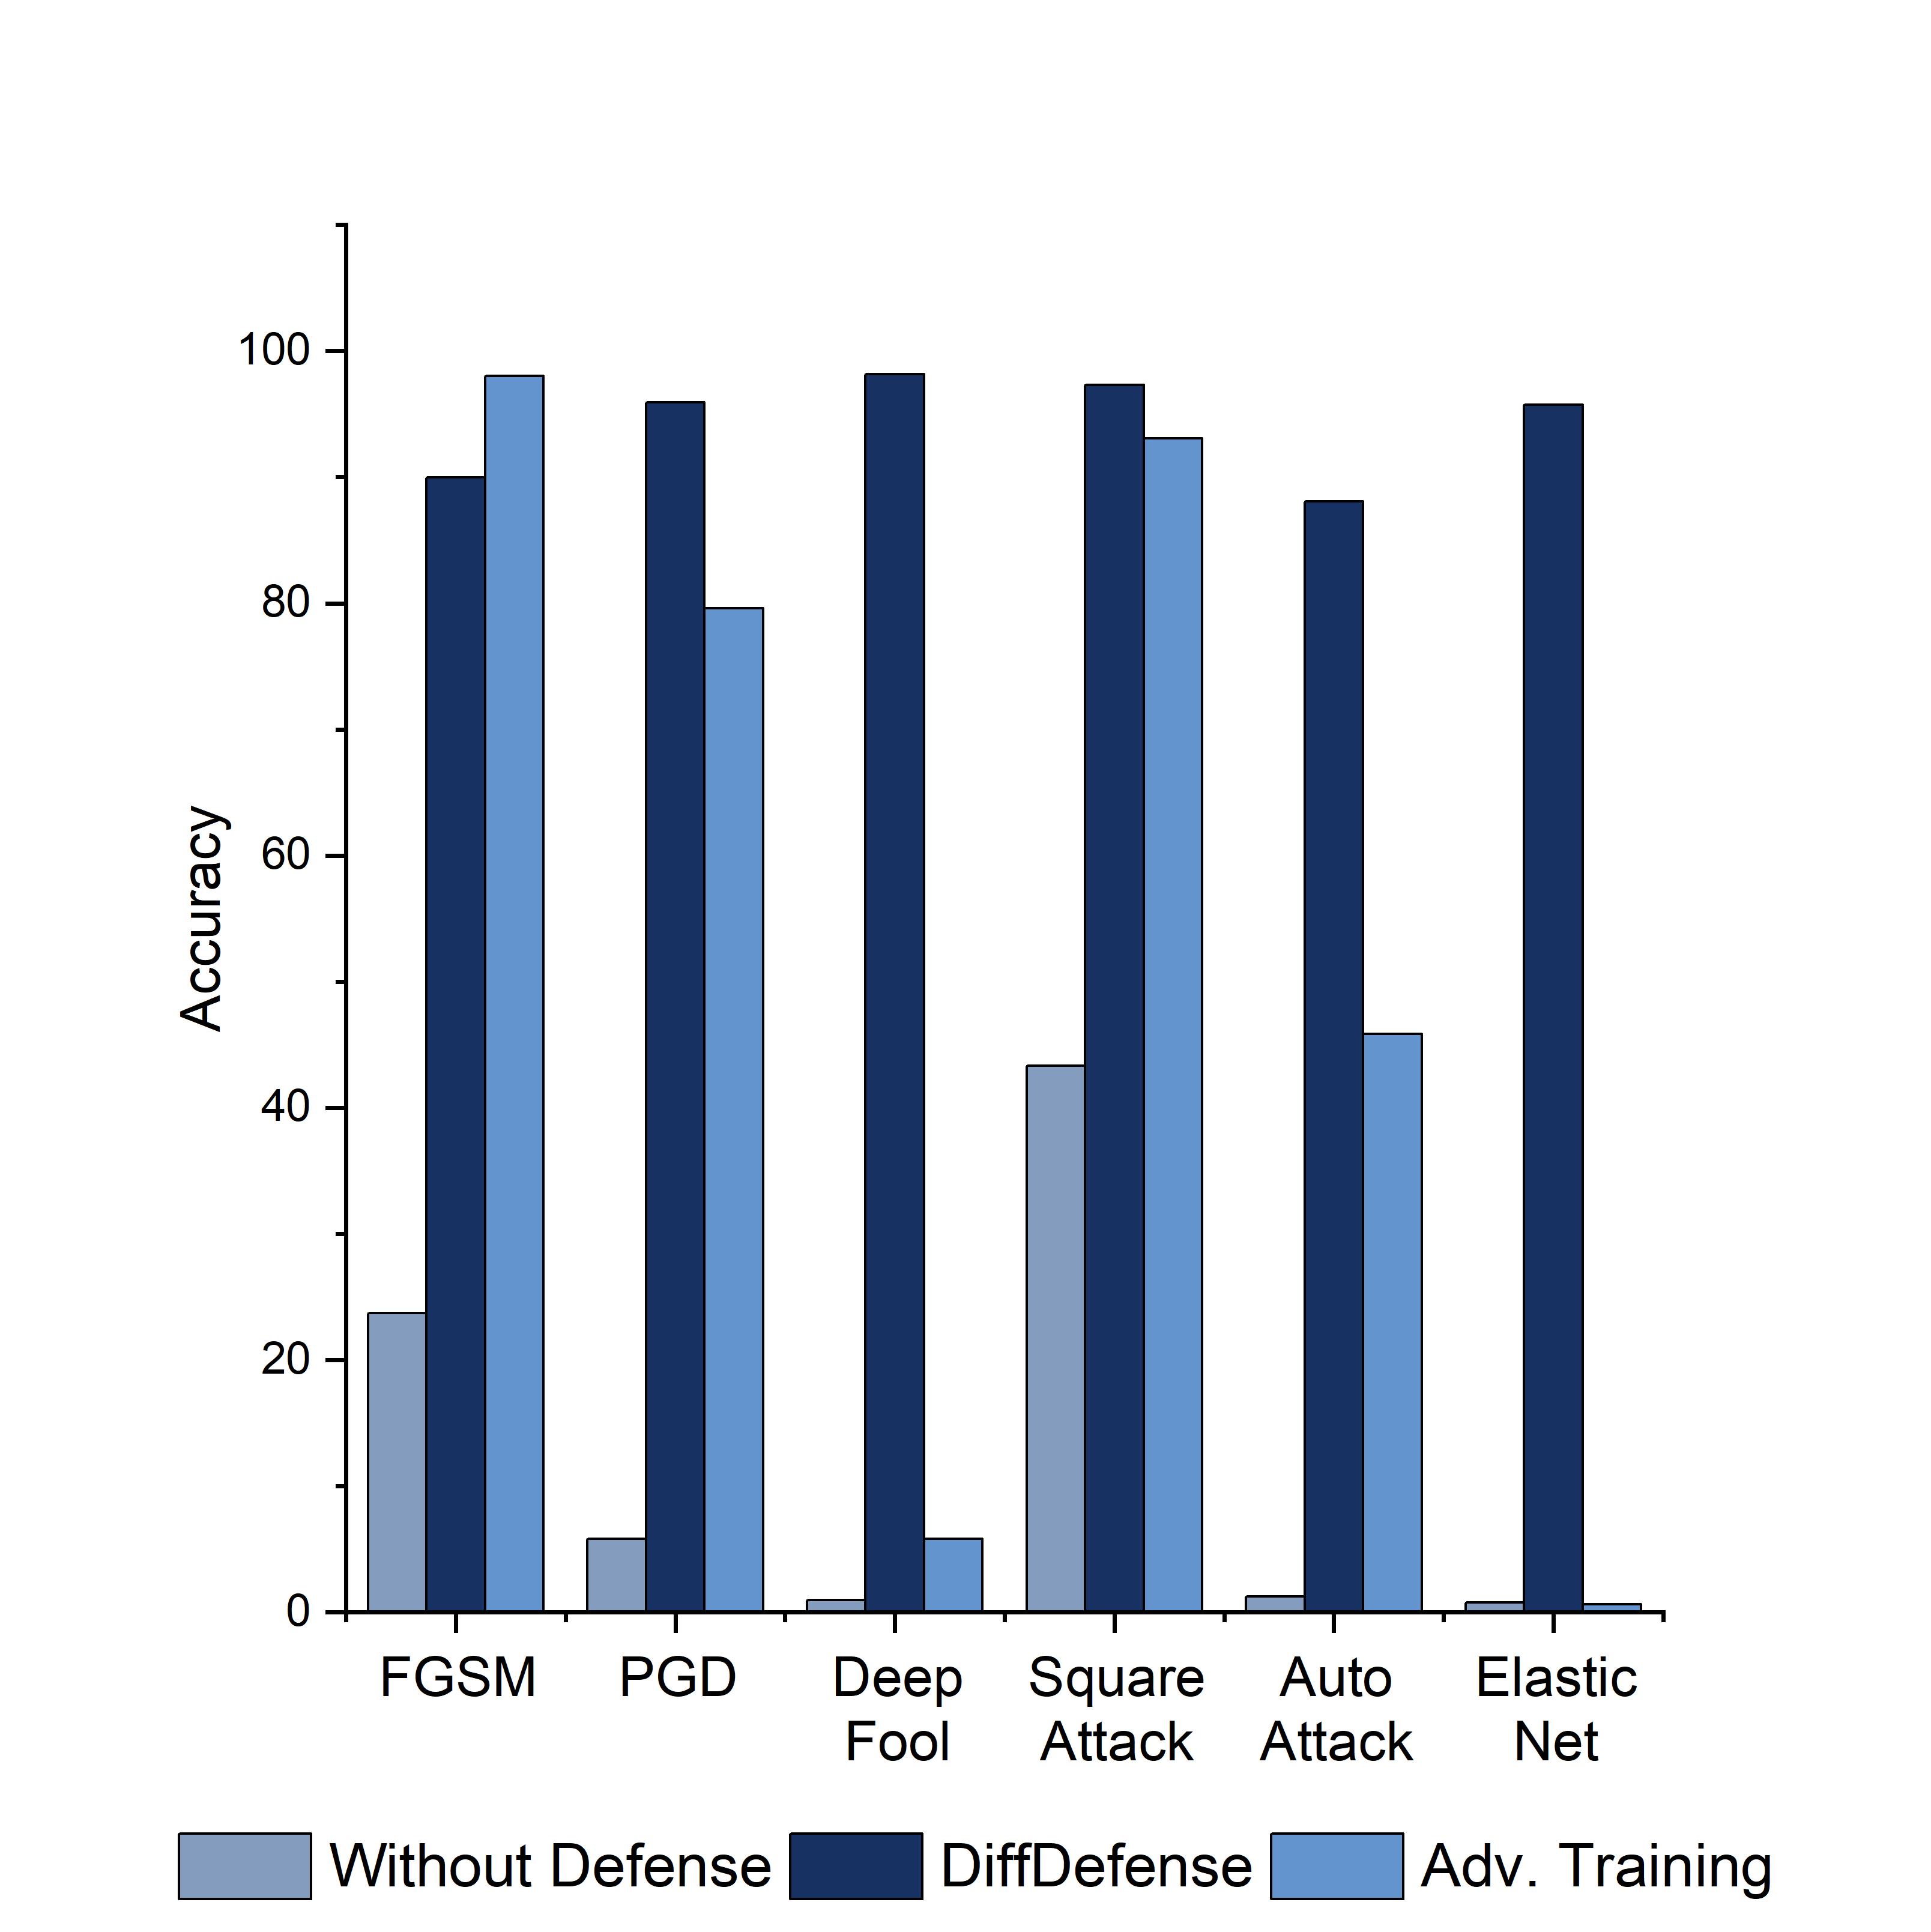 100
80
60
40
20
0
Accuracy
FGSM PGD Deep Square Auto Elastic
Fool Attack Attack Net
Without Defense DiffDefense Adv. Training